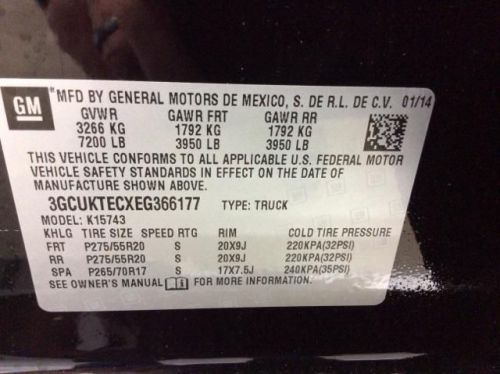 GM MFD BY GENERAL MOTORS DE MEXICO, S. DE R.L. DE C.V. 01/14
GVWR GAWR FRT GAWR RR
3266 KG 1792 KG 1792 KG
7200 LB 3950 LB 3950 LB
THIS VEHICLE CONFORMS TO ALL APPLICABLE U.S. FEDERAL MOTOR
VEHICLE SAFETY STANDARDS IN EFFECT ON THE DATE OF MANUFACTURE
SHOWN ABOVE.
3GCUKTECXEG366177 TYPE: TRUCK
MODEL: K15743
KHLG TIRE SIZE SPEED RTG RIM COLD TIRE PRESSURE
FRT P275/55R20 S 20X9J 220KPA(32PSI)
RR P275/55R20 S 20X9J 220KPA(32PSI)
SPA P265/70R17 S 17X7.5J 240KPA(35PSI)
SEE OWNER'S MANUAL FOR MORE INFORMATION.